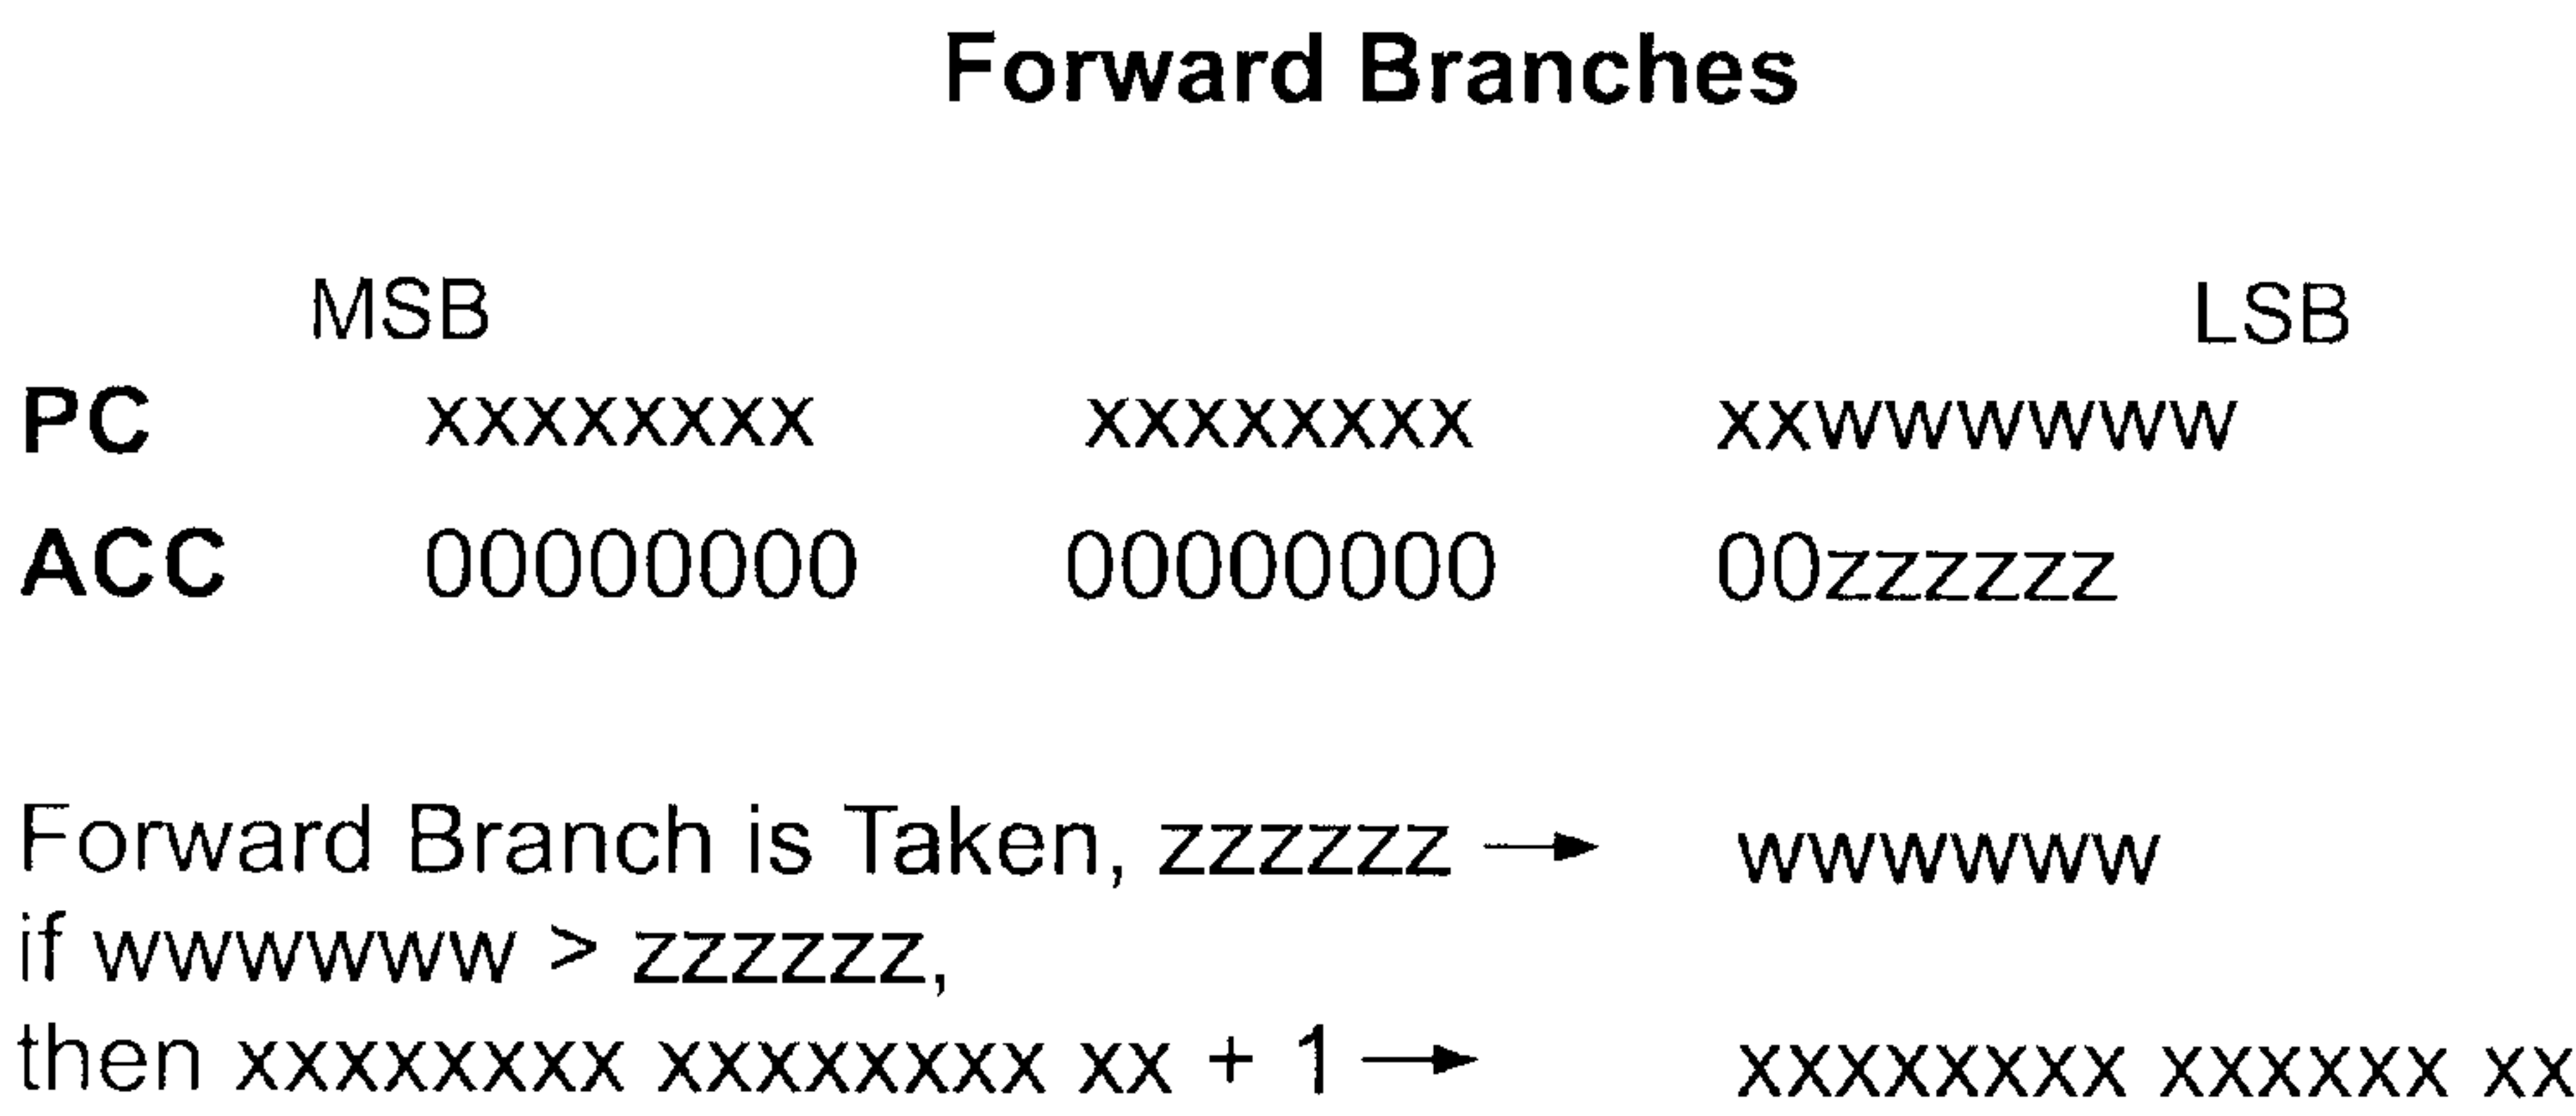 Forward Branches
MSB LSB
PC xxxxxxxx xxxxxxxx xxwwwwww
ACC 00000000 00000000 00zzzzzz
Forward Branch is Taken, zzzzzz → wwwwww
if wwwwww > zzzzzz,
then xxxxxxxx xxxxxxxx xx + 1 → xxxxxxxx xxxxxx xx